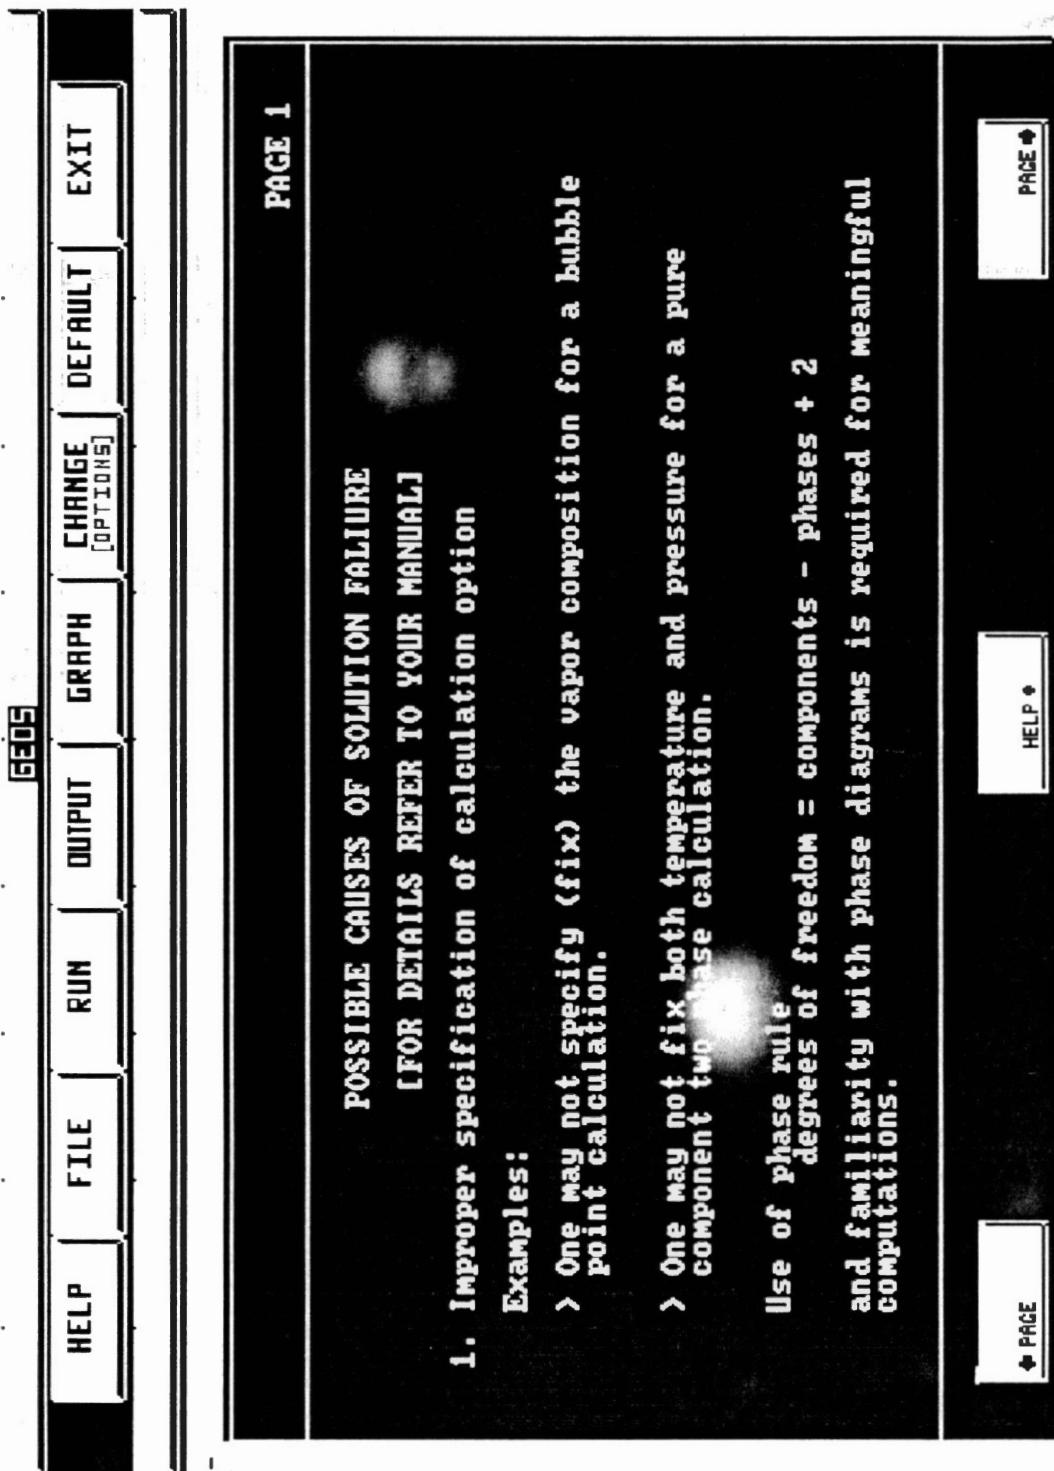 GEOS
HELP FILE RUN OUTPUT GRAPH CHANGE DEFAULT EXIT
[OPTIONS]
PAGE 1
POSSIBLE CAUSES OF SOLUTION FALIURE
[FOR DETAILS REFER TO YOUR MANUAL]
1. Improper specification of calculation option
Examples:
> One may not specify (fix) the vapor composition for a bubble
point calculation.
> One may not fix both temperature and pressure for a pure
component two phase calculation.
Use of phase rule
degrees of freedom = components - phases + 2
and familiarity with phase diagrams is required for meaningful
computations.
PAGE HELP PAGE